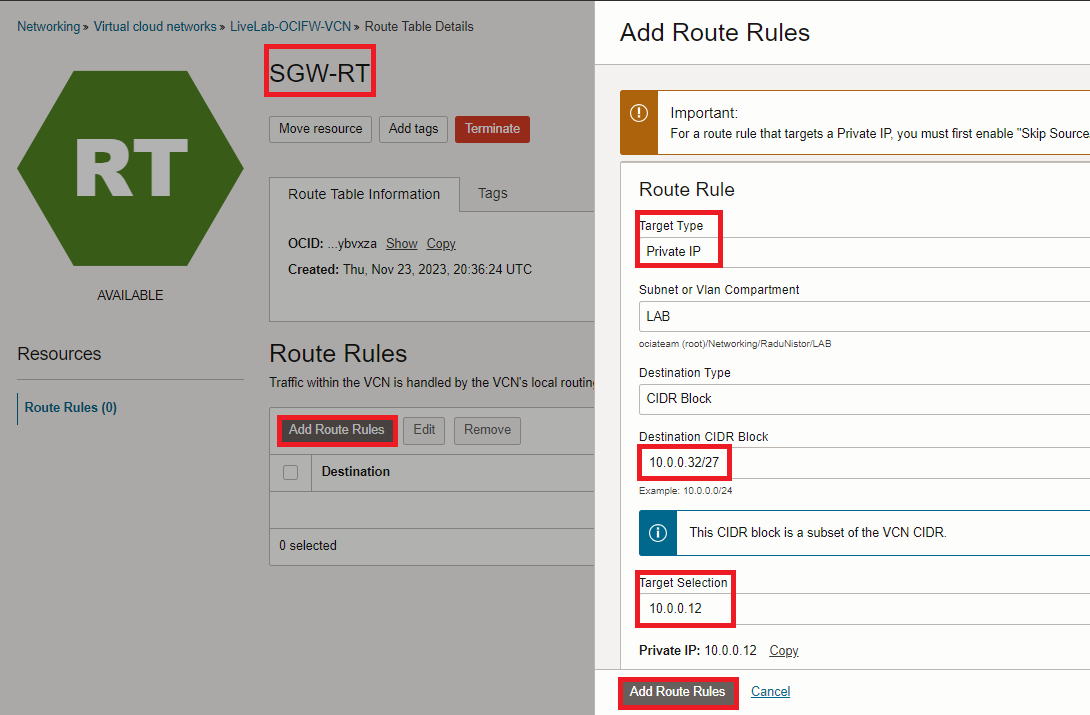 Networking » Virtual cloud networks » LiveLab-OCIFW-VCN » Route Table Details
RT
AVAILABLE
SGW-RT
Move resource Add tags Terminate
Route Table Information Tags
OCID: ...ybvxza Show Copy
Created: Thu, Nov 23, 2023, 20:36:24 UTC
Resources
Route Rules (0)
Route Rules
Traffic within the VCN is handled by the VCN's local routing
Add Route Rules Edit Remove
Destination
0 selected
Add Route Rules
Important:
For a route rule that targets a Private IP, you must first enable "Skip Source
Route Rule
Target Type
Private IP
Subnet or Vlan Compartment
LAB
ociateam (root)/Networking/RaduNistor/LAB
Destination Type
CIDR Block
Destination CIDR Block
10.0.0.32/27
Example: 10.0.0.0/24
This CIDR block is a subset of the VCN CIDR.
Target Selection
10.0.0.12
Private IP: 10.0.0.12 Copy
Add Route Rules Cancel